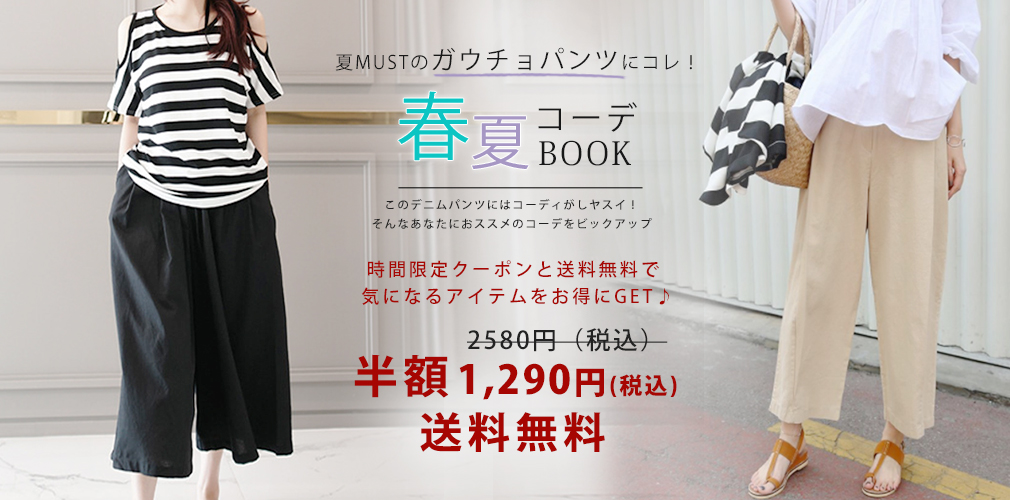 夏MUSTのガウチョパンツにコレ！
春夏コーデ
BOOK
このデニムパンツにはコーディがしヤスイ！
そんなあなたにおススメのコーデをピックアップ
時間限定クーポンと送料無料で
気になるアイテムをお得にGET♪
2580円（税込）
半額1,290円(税込)
送料無料